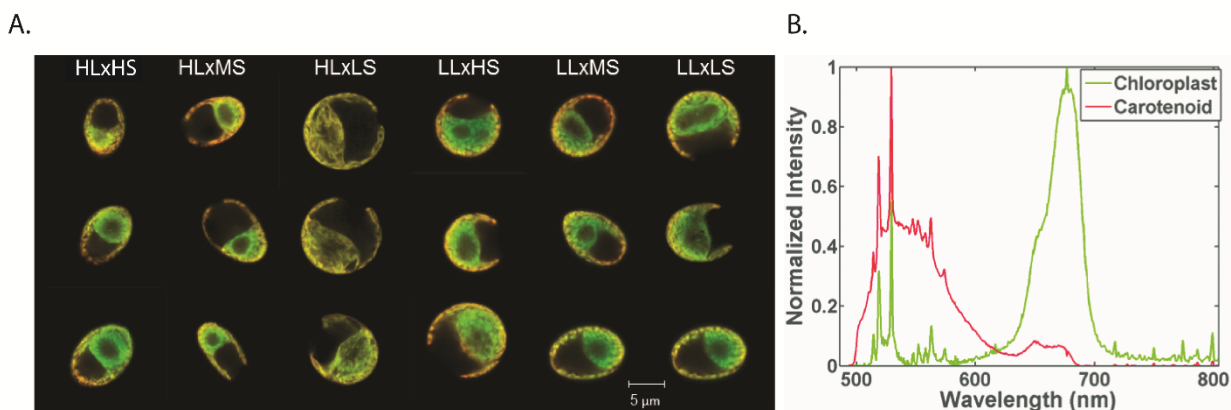 A.
HLxHS HLxMS HLxLS LLxHS LLxMS LLxLS
5 µm
B.
Chloroplast
Carotenoid
1
0.8
0.6
0.4
0.2
0
Normalized Intensity
500 600 700 800
Wavelength (nm)